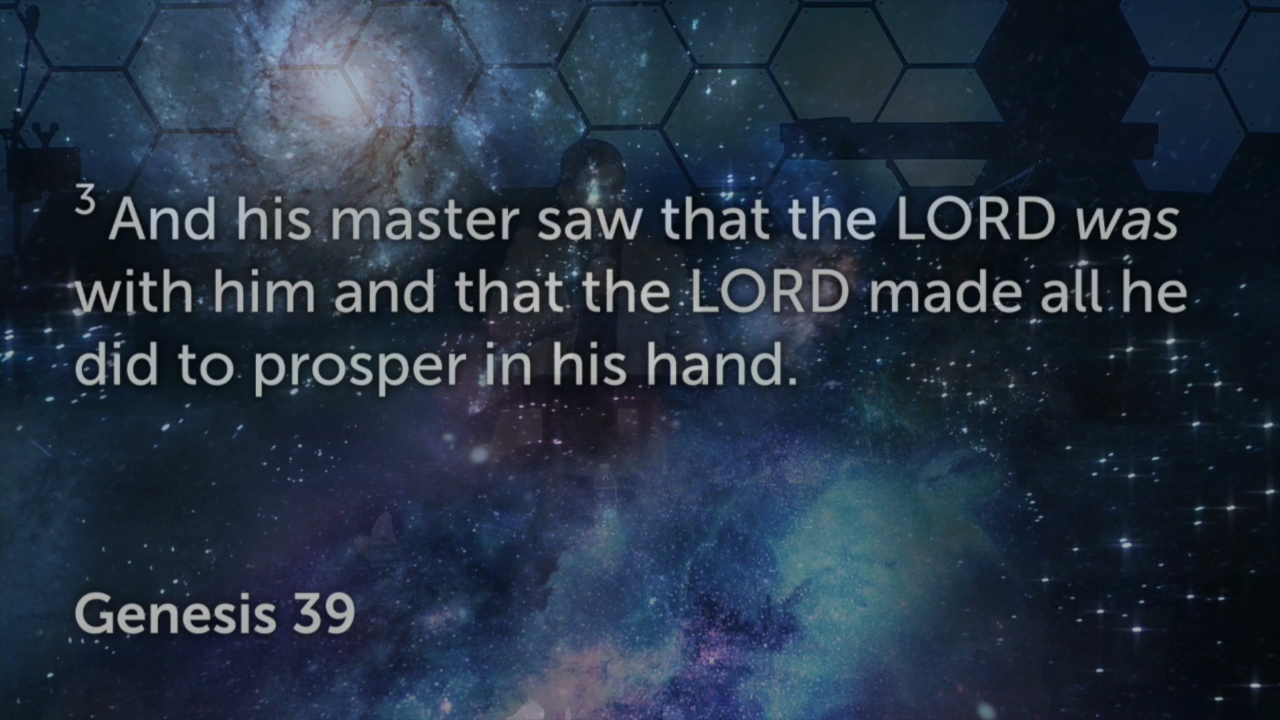 3 And his master saw that the LORD was
with him and that the LORD made all he
did to prosper in his hand.
Genesis 39